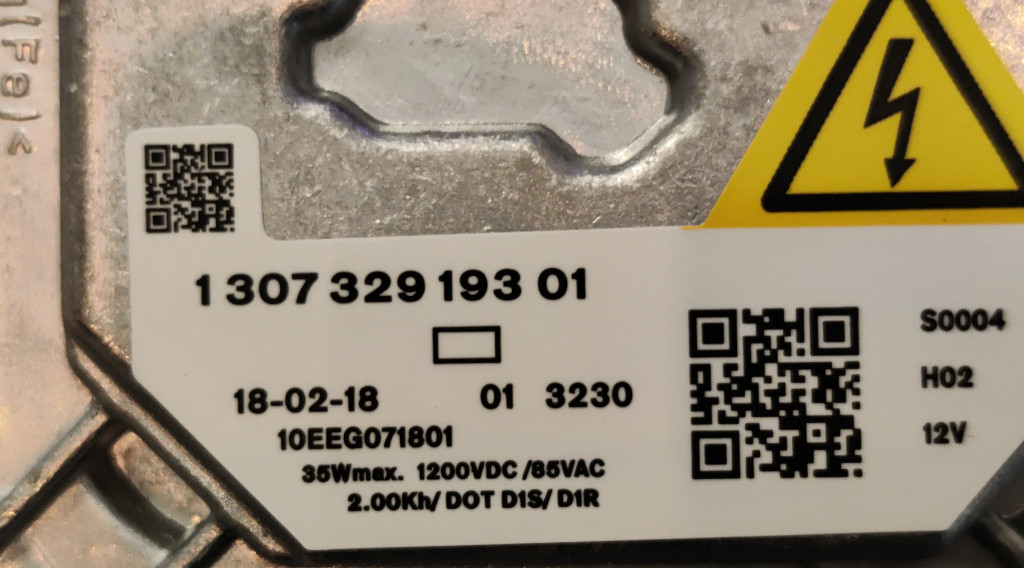 1 307 329 193 01
S0004
H02
12V
18-02-18 01 3230
10EEG071801
35Wmax. 1200VDC /85VAC
2.00Kh/ DOT D1S/ D1R